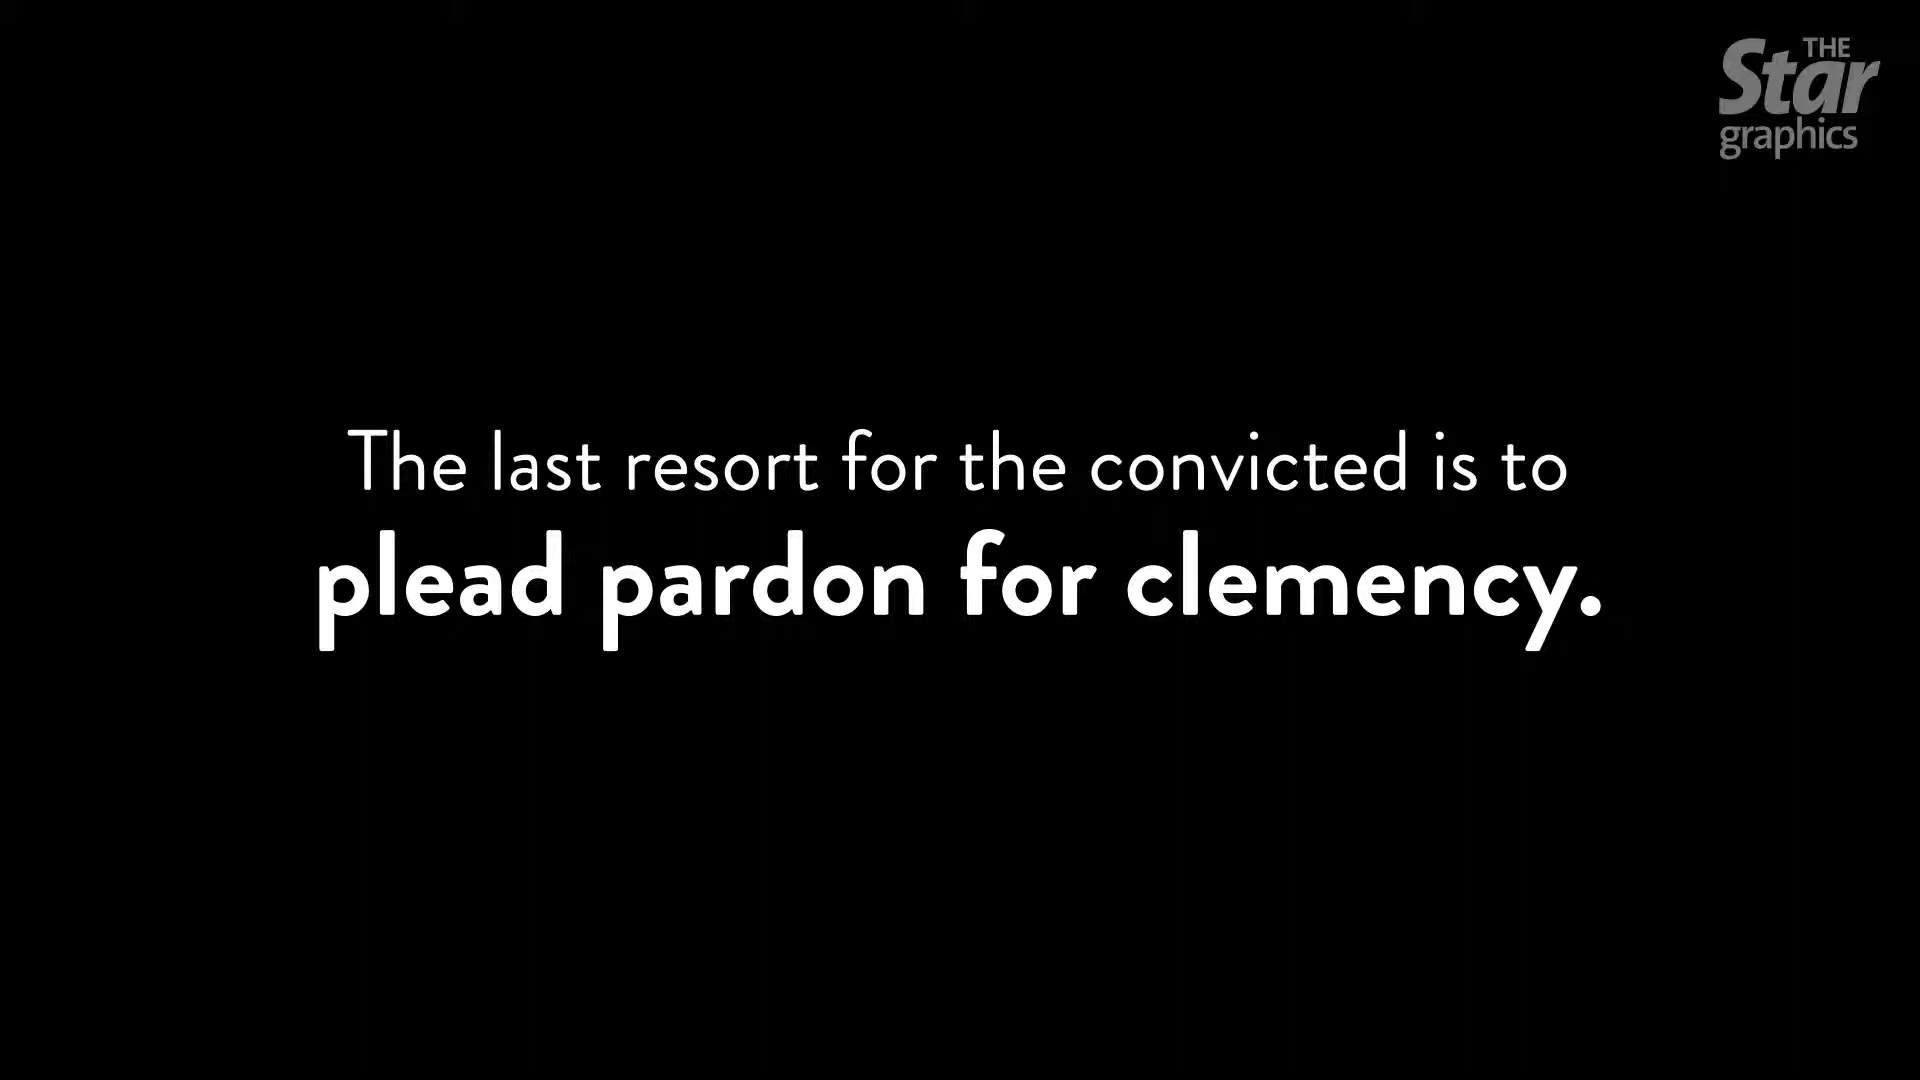 THE
Star
graphics
The last resort for the convicted is to
plead pardon for clemency.